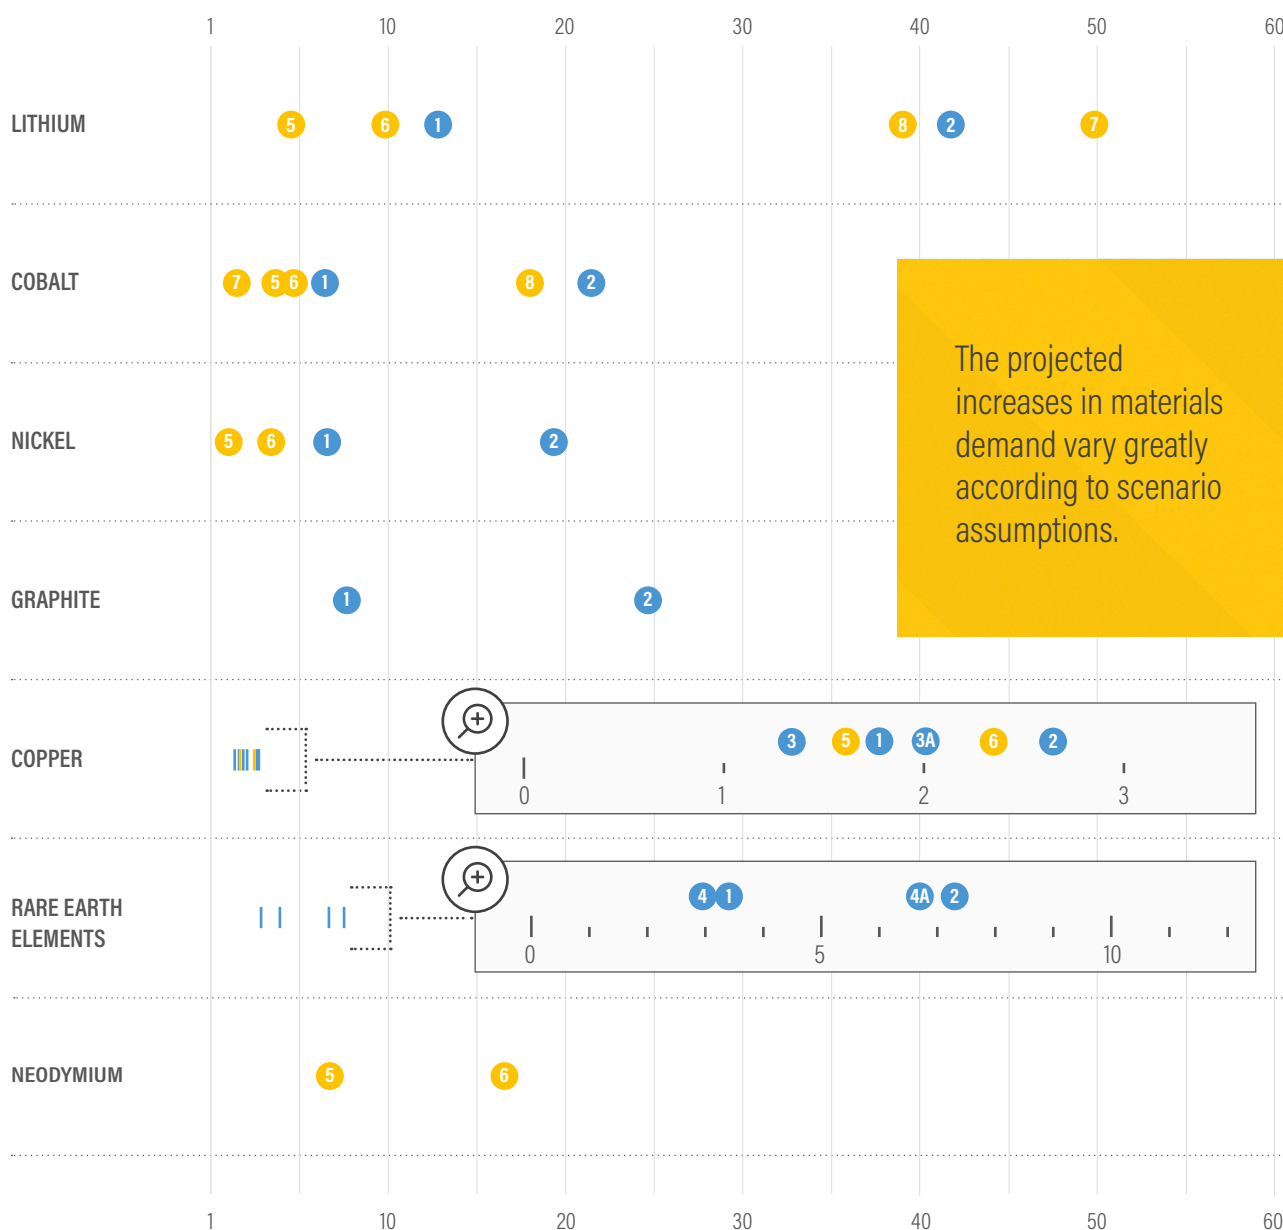 1 10 20 30 40 50 60
LITHIUM
5 6 1 8 2 7
COBALT
7 5 6 1 8 2
The projected
increases in materials
demand vary greatly
according to scenario
assumptions.
NICKEL
5 6 1 2
GRAPHITE
1 2
COPPER
3 5 1 3A 6 2
0 1 2 3
RARE EARTH
ELEMENTS
4 1 4A 2
0 5 10
NEODYMIUM
5 6
1 10 20 30 40 50 60